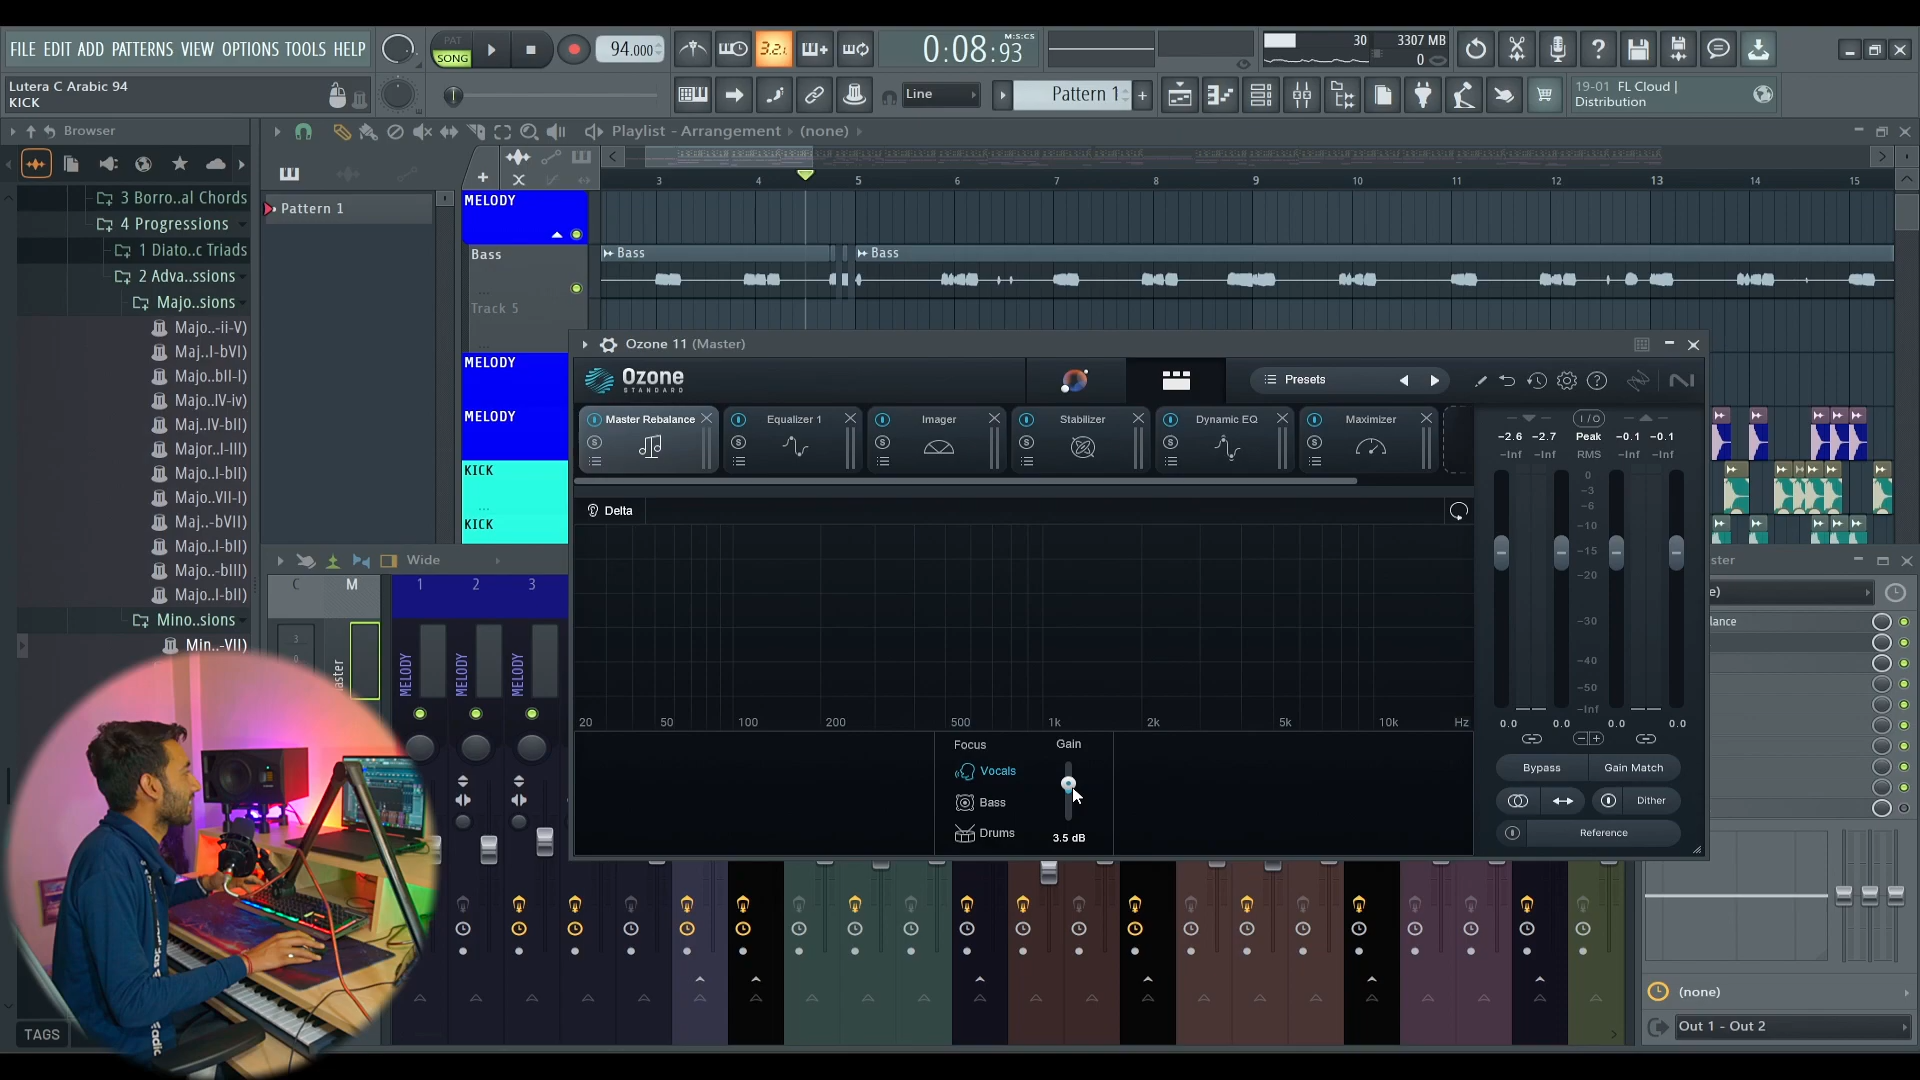 FILE EDIT ADD PATTERNS VIEW OPTIONS TOOLS HELP
PAT
SONG
94.000
3.2.
0:08:93
M:S:CS
30
3307 MB
0
Lutera C Arabic 94
KICK
Line
Pattern 1
19-01 FL Cloud |
Distribution
Browser
Playlist - Arrangement
(none)
3 Borro..al Chords
4 Progressions
1 Diato..c Triads
2 Adva..ssions
Majo..sions
Majo..-ii-V)
Maj..I-bVI)
Majo..bII-I)
Majo..IV-iv)
Maj..IV-bII)
Major..I-III)
Majo..I-bII)
Majo..VII-I)
Maj..-bVII)
Majo..I-bII)
Majo..-bIII)
Majo..I-bII)
Mino..sions
Min..-VII)
TAGS
Pattern 1
3 4 5 6 7 8 9 10 11 12 13 14 15
MELODY
Bass
Track 5
MELODY
MELODY
KICK
KICK
Bass
Bass
Wide
C M 1 2 3
MELODY
MELODY
MELODY
Ozone 11 (Master)
Ozone
STANDARD
Presets
Master Rebalance
Equalizer 1
Imager
Stabilizer
Dynamic EQ
Maximizer
S S S S S S
Delta
20 50 100 200 500 1k 2k 5k 10k Hz
Focus
Vocals
Bass
Drums
Gain
3.5 dB
I/O
-2.6 -2.7 Peak -0.1 -0.1
-Inf -Inf RMS -Inf -Inf
0
-3
-6
-10
-15
-20
-30
-40
-50
-Inf
0.0 0.0 0.0 0.0
Bypass
Gain Match
Dither
Reference
ster
e)
lance
(none)
Out 1 - Out 2